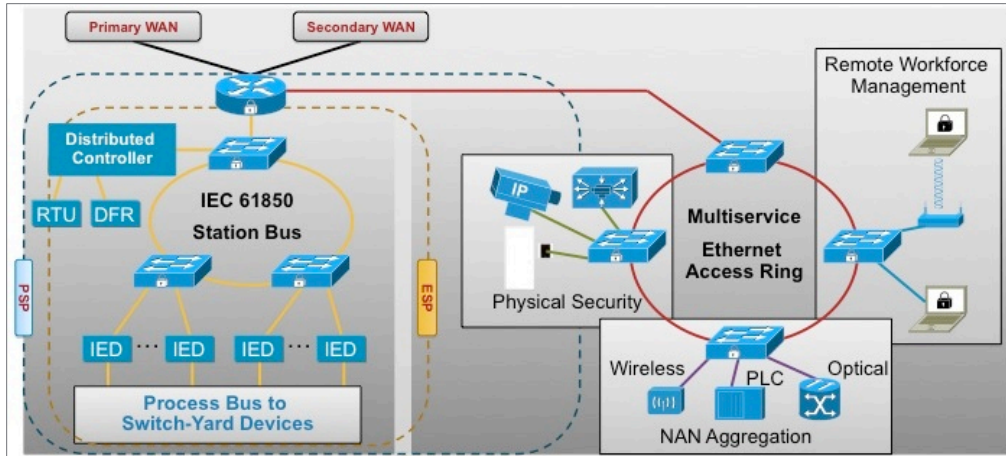 Primary WAN
Secondary WAN
Distributed
Controller
RTU
DFR
IEC 61850
Station Bus
PSP
ESP
IED
...
IED
IED
...
IED
Process Bus to
Switch-Yard Devices
IP
Physical Security
Multiservice
Ethernet
Access Ring
Remote Workforce
Management
Wireless
PLC
Optical
NAN Aggregation